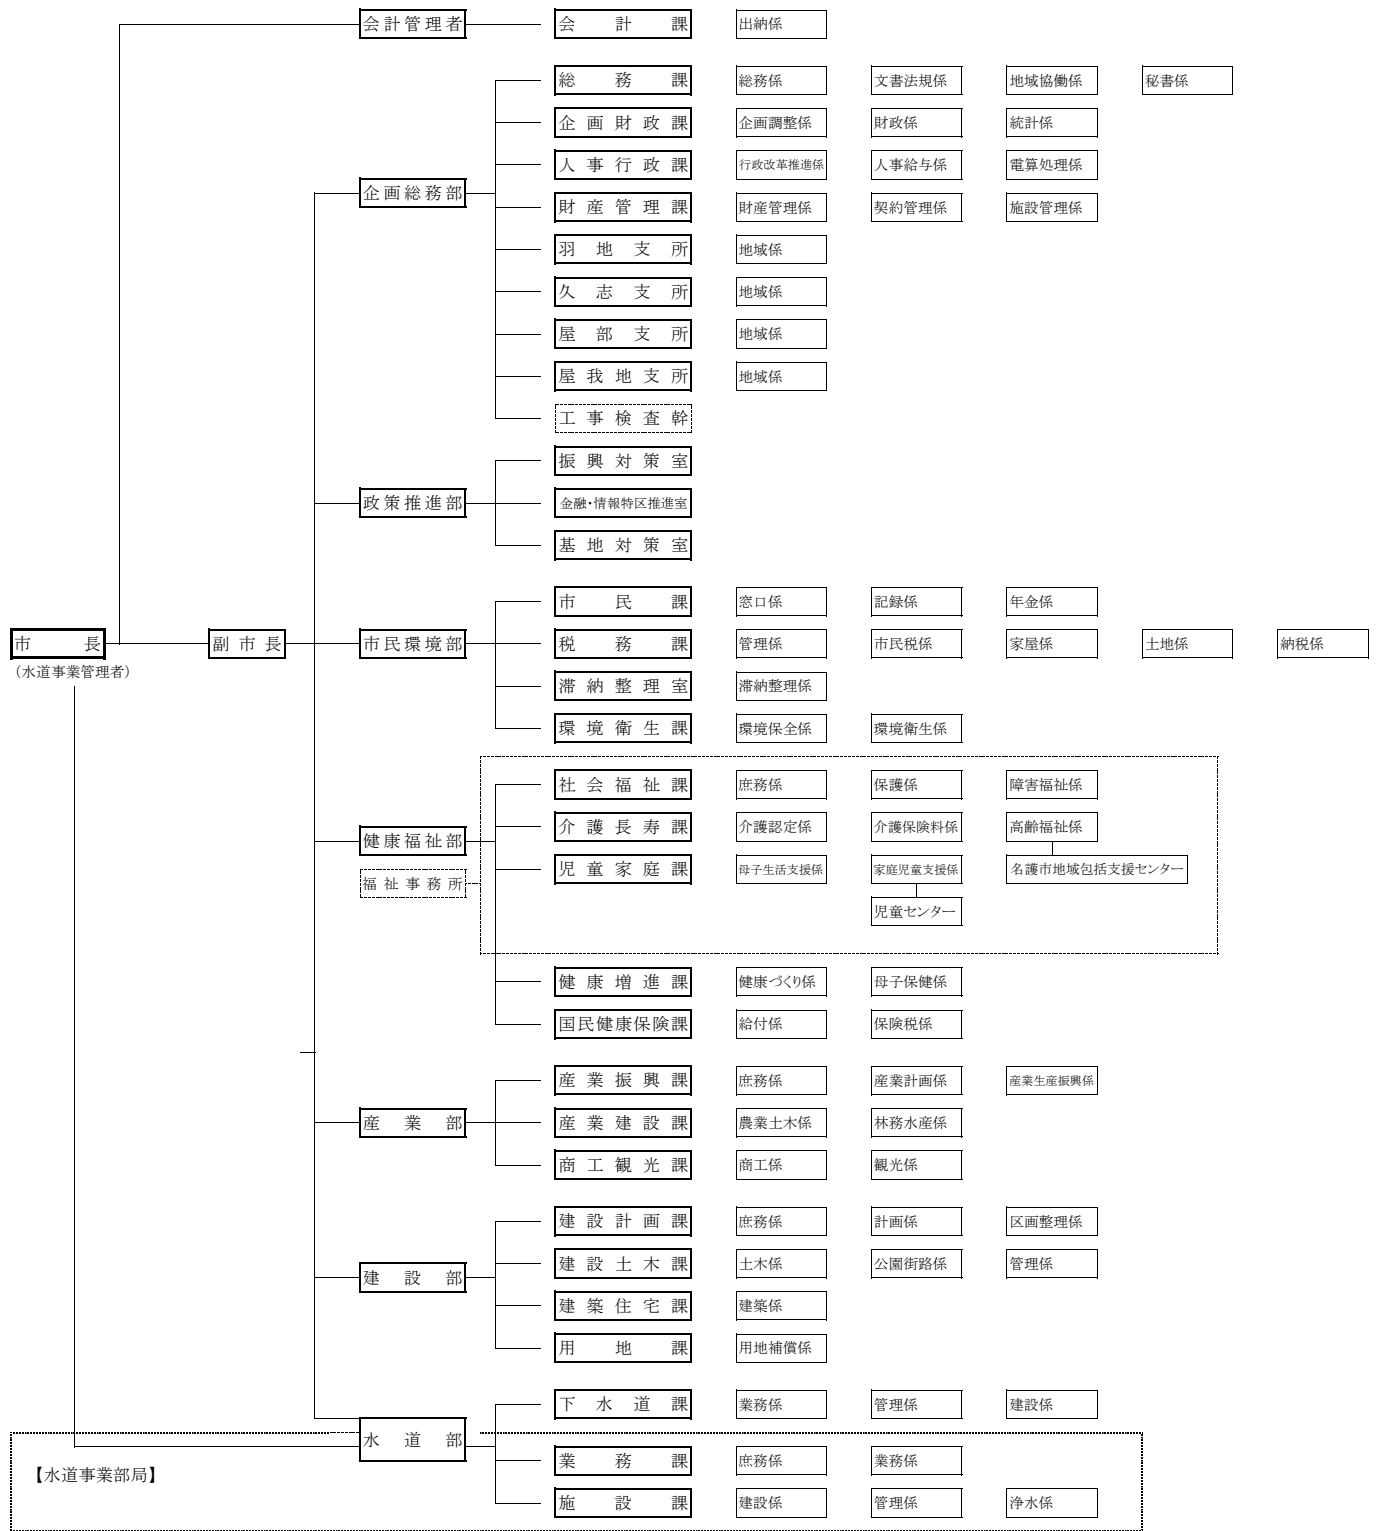 会計管理者 会計課 出納係
総務課 総務係 文書法規係 地域協働係 秘書係
企画財政課 企画調整係 財政係 統計係
人事行政課 行政改革推進係 人事給与係 電算処理係
企画総務部
財産管理課 財産管理係 契約管理係 施設管理係
羽地支所 地域係
久志支所 地域係
屋部支所 地域係
屋我地支所 地域係
工事検査幹
振興対策室
政策推進部 金融・情報特区推進室
基地対策室
市民課 窓口係 記録係 年金係
市長 副市長 市民環境部 税務課 管理係 市民税係 家屋係 土地係 納税係
（水道事業管理者）
滞納整理室 滞納整理係
環境衛生課 環境保全係 環境衛生係
社会福祉課 庶務係 保護係 障害福祉係
介護長寿課 介護認定係 介護保険料係 高齢福祉係
健康福祉部
児童家庭課 母子生活支援係 家庭児童支援係 名護市地域包括支援センター
福祉事務所
児童センター
健康増進課 健康づくり係 母子保健係
国民健康保険課 給付係 保険税係
産業振興課 庶務係 産業計画係 産業生産振興係
産業部 産業建設課 農業土木係 林務水産係
商工観光課 商工係 観光係
建設計画課 庶務係 計画係 区画整理係
建設土木課 土木係 公園街路係 管理係
建設部
建築住宅課 建築係
用地課 用地補償係
下水道課 業務係 管理係 建設係
水道部
業務課 庶務係 業務係
【水道事業部局】
施設課 建設係 管理係 浄水係